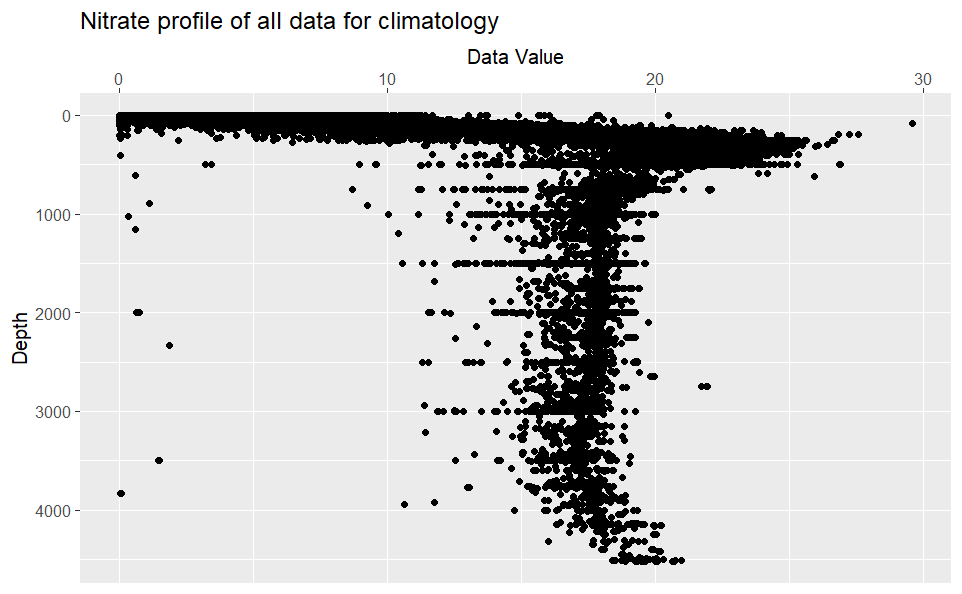 Nitrate profile of all data for climatology
Data Value
0 10 20 30
0
1000
2000
3000
4000
Depth